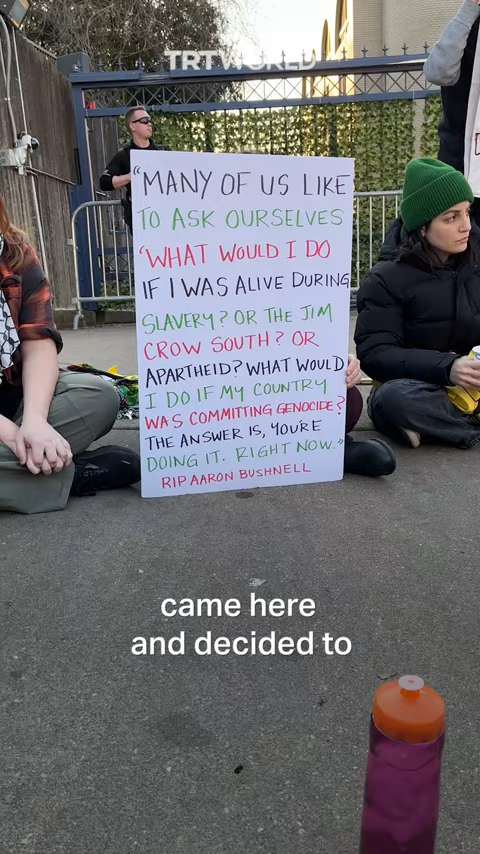 TRTWORLD
"MANY OF US LIKE
TO ASK OURSELVES
'WHAT WOULD I DO
IF I WAS ALIVE DURING
SLAVERY? OR THE JIM
CROW SOUTH? OR
APARTHEID? WHAT WOULD
I DO IF MY COUNTRY
WAS COMMITTING GENOCIDE?
THE ANSWER IS, YOU'RE
DOING IT. RIGHT NOW."
RIP AARON BUSHNELL
came here
and decided to